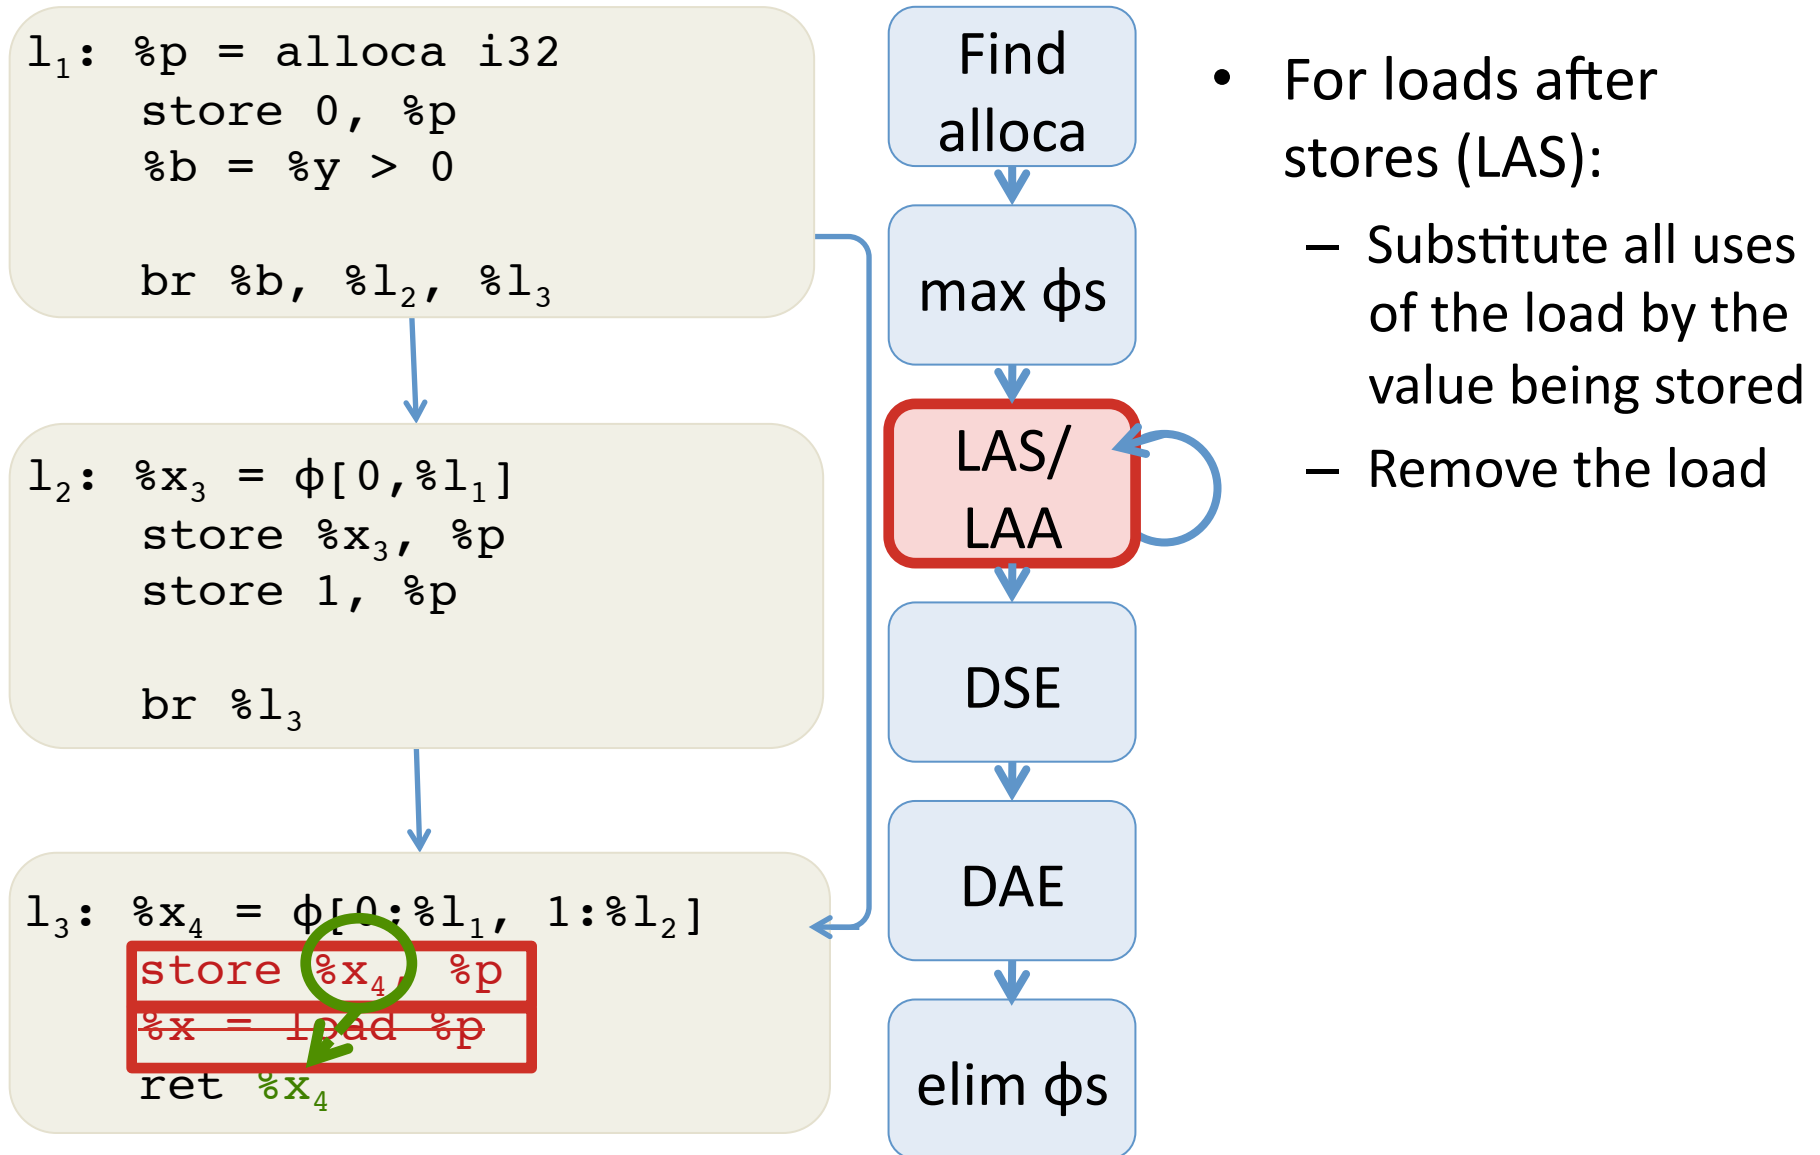 l₁: %p = alloca i32
store 0, %p
%b = %y > 0
br %b, %l₂, %l₃
l₂: %x₃ = ϕ[0,%l₁]
store %x₃, %p
store 1, %p
br %l₃
l₃: %x₄ = ϕ[0:%l₁, 1:%l₂]
store %x₄, %p
%x = load %p
ret %x₄
Find
alloca
max ϕs
LAS/
LAA
DSE
DAE
elim ϕs
• For loads after
stores (LAS):
– Substitute all uses
of the load by the
value being stored
– Remove the load